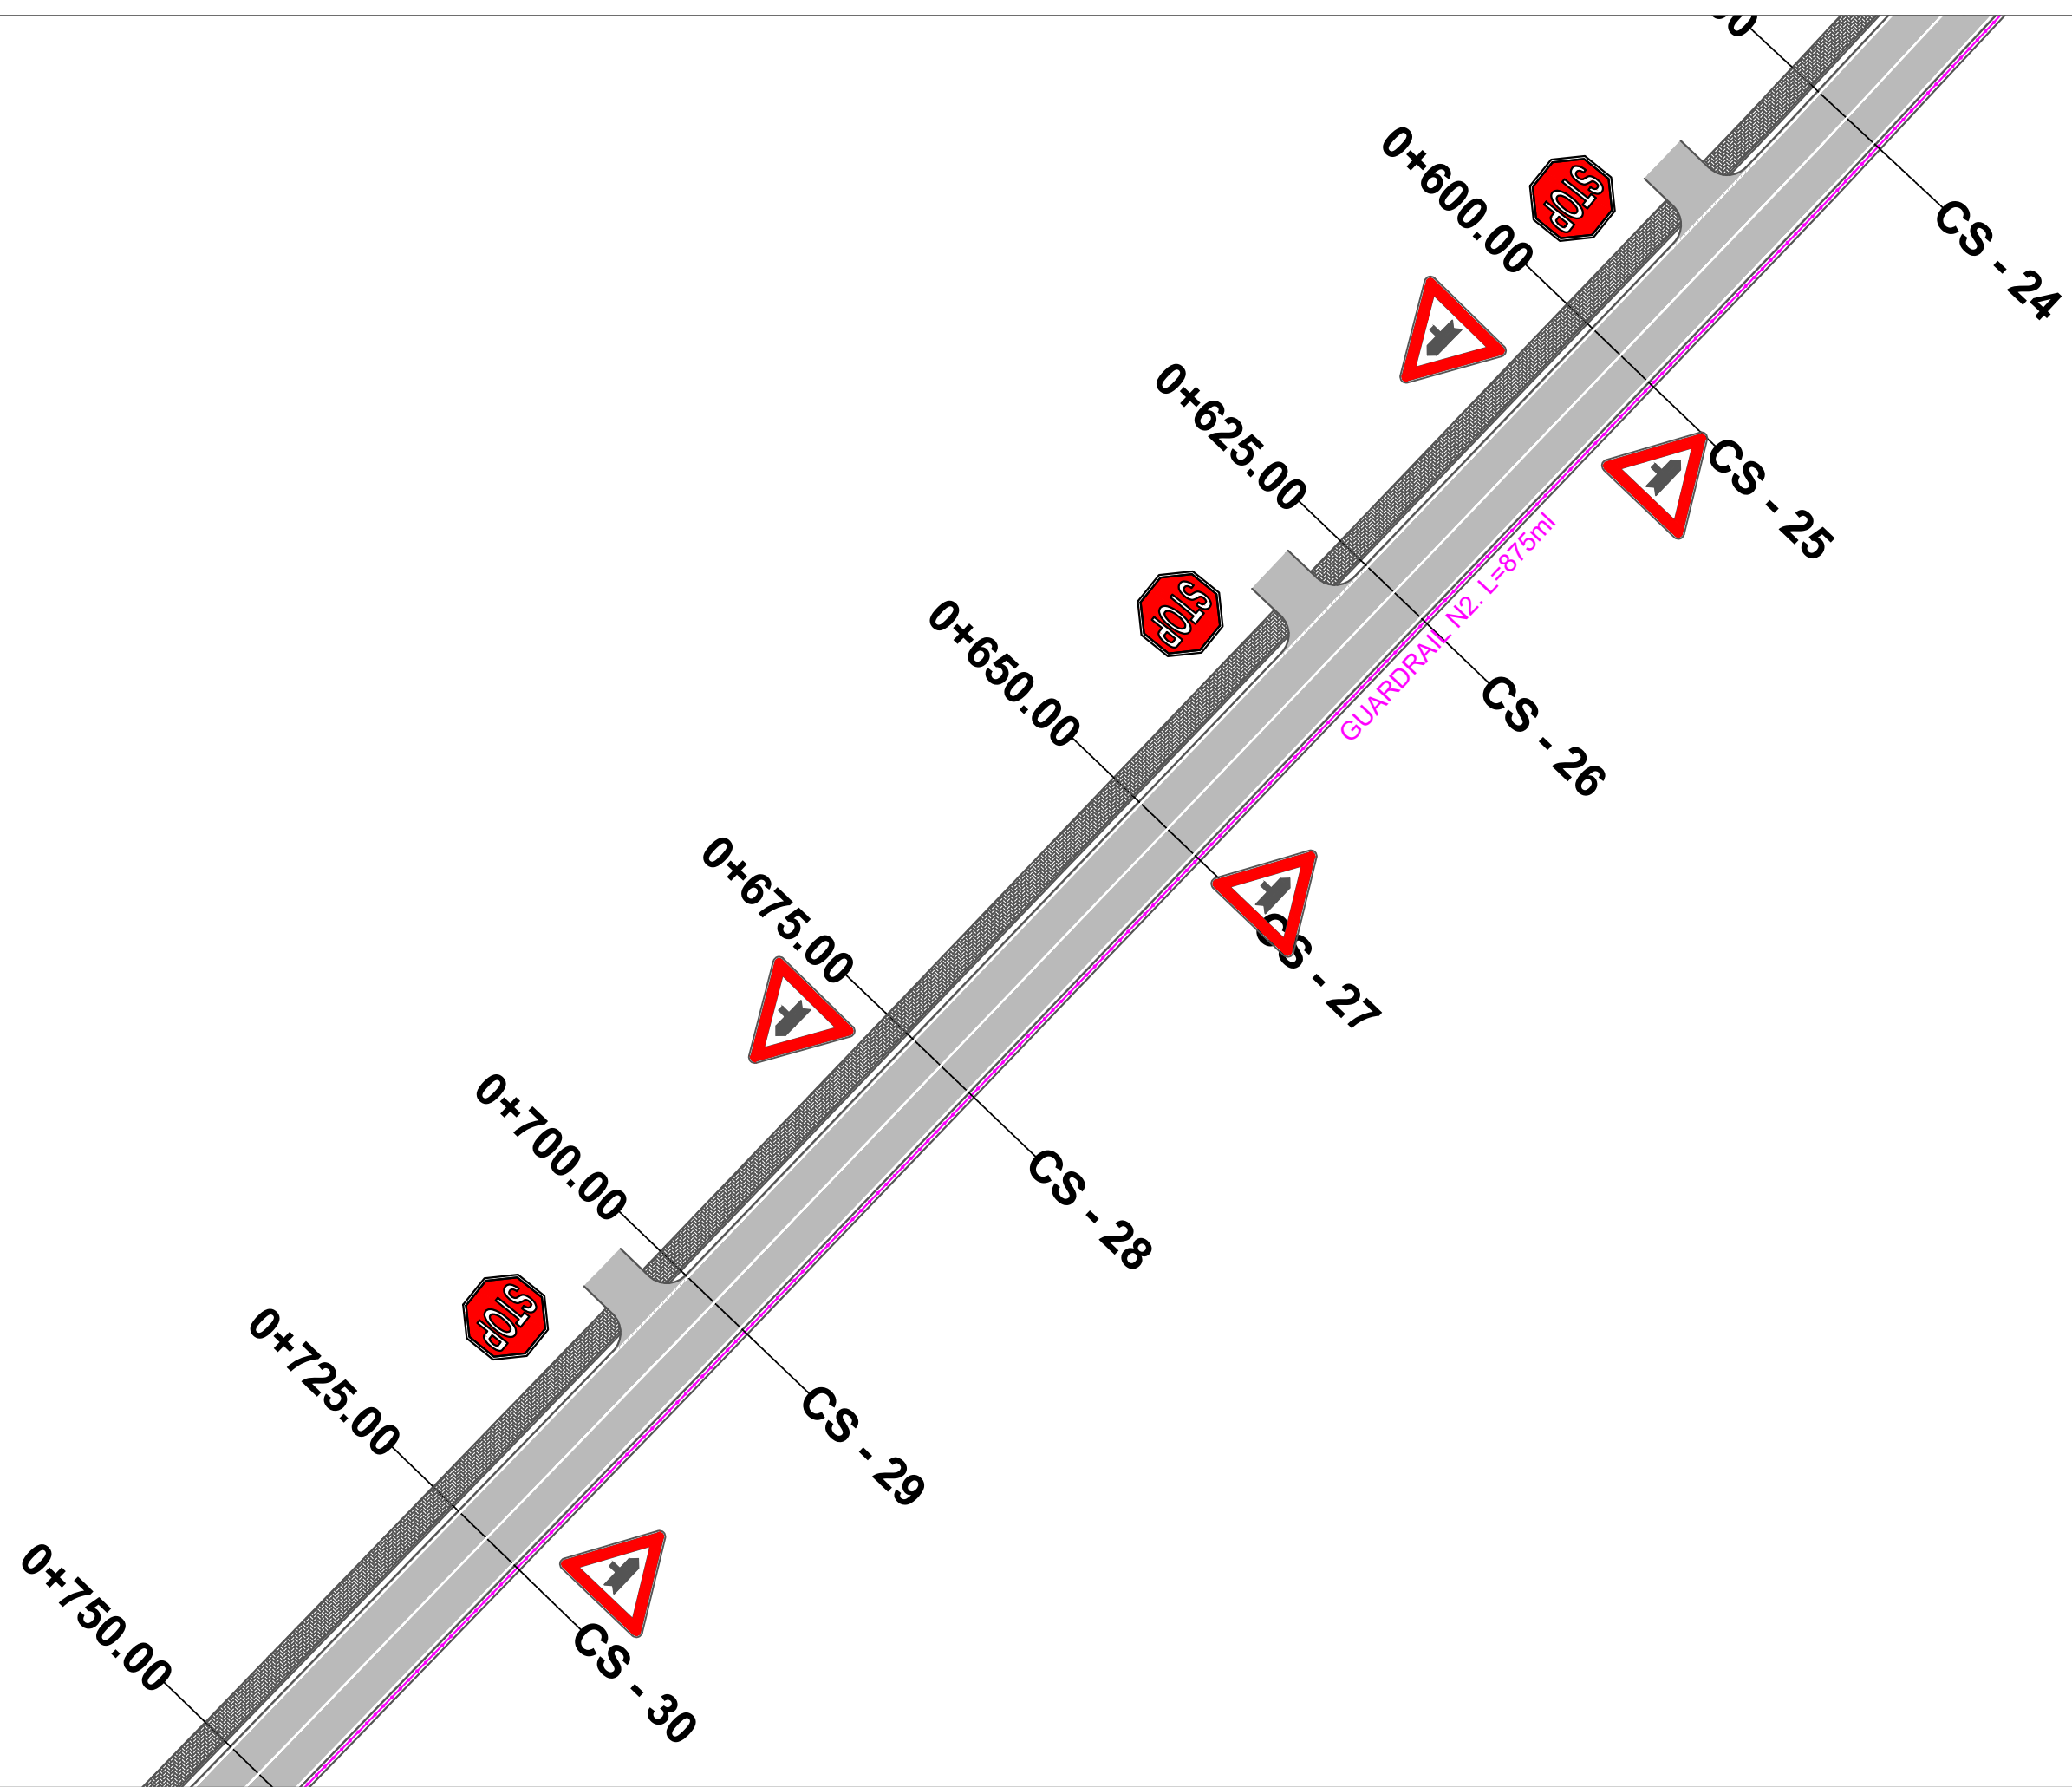 0+600.00
STOP
CS - 24
0+625.00
CS - 25
GUARDRAIL N2. L=875ml
0+650.00
STOP
CS - 26
0+675.00
CS - 27
0+700.00
CS - 28
0+725.00
STOP
CS - 29
0+750.00
CS - 30